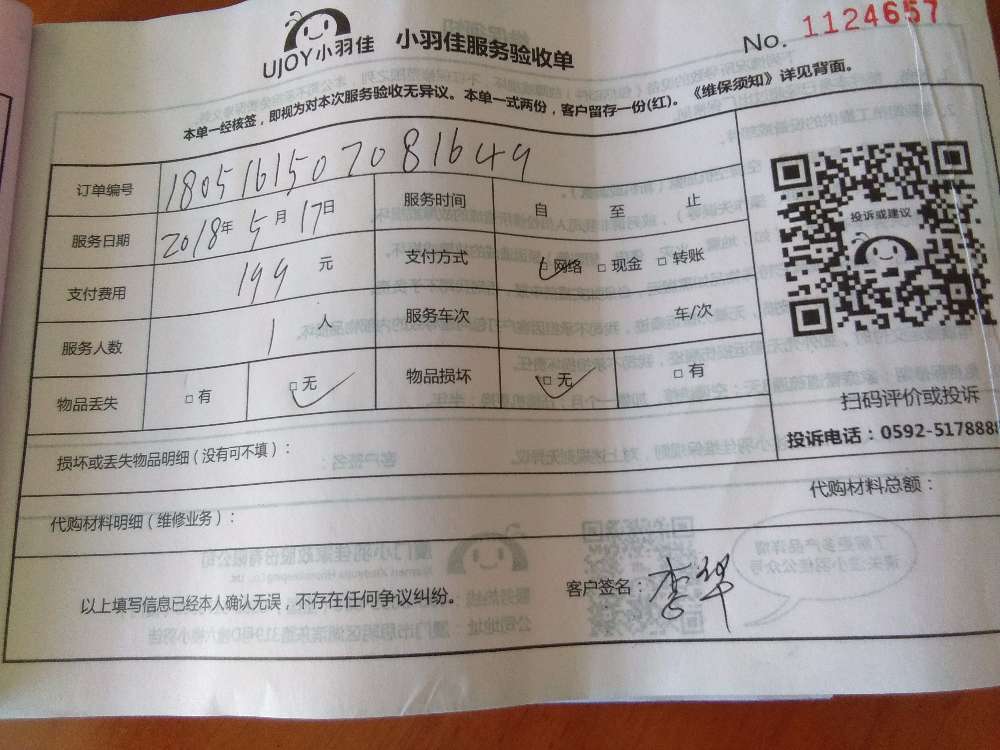 UJOY小羽佳 小羽佳服务验收单 No. 1124657
本单一经核签，即视为对本次服务验收无异议。本单一式两份，客户留存一份(红)。《维保须知》详见背面。
订单编号 180516150708 1649
服务日期 2018年 5月 17日 服务时间 自 至 止
支付费用 199 元 支付方式 □网络 □现金 □转账
服务人数 1 人 服务车次 车/次
物品丢失 □有 □无 物品损坏 □无 □有
投诉或建议
扫码评价或投诉
投诉电话：0592-5178888
损坏或丢失物品明细（没有可不填）：
代购材料明细（维修业务）： 代购材料总额：
以上填写信息已经本人确认无误，不存在任何争议纠纷。 客户签名：李华